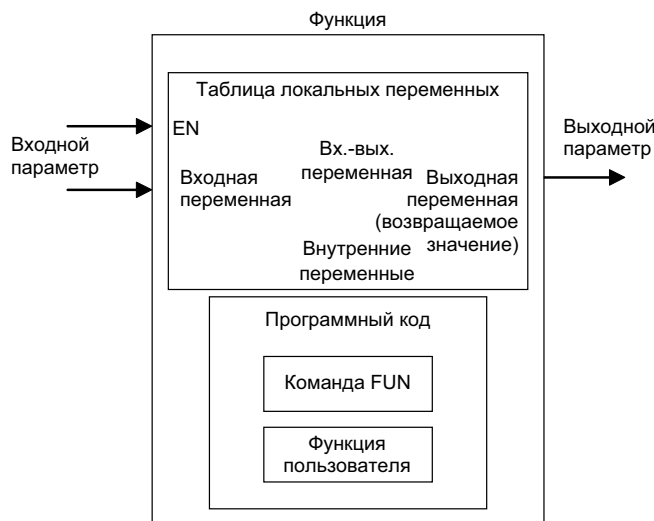 Функция
Таблица локальных переменных
EN
Входной
параметр
Вх.-вых.
переменная
Входная
переменная
Выходная
переменная
(возвращаемое
значение)
Внутренние
переменные
Выходной
параметр
Программный код
Команда FUN
Функция
пользователя